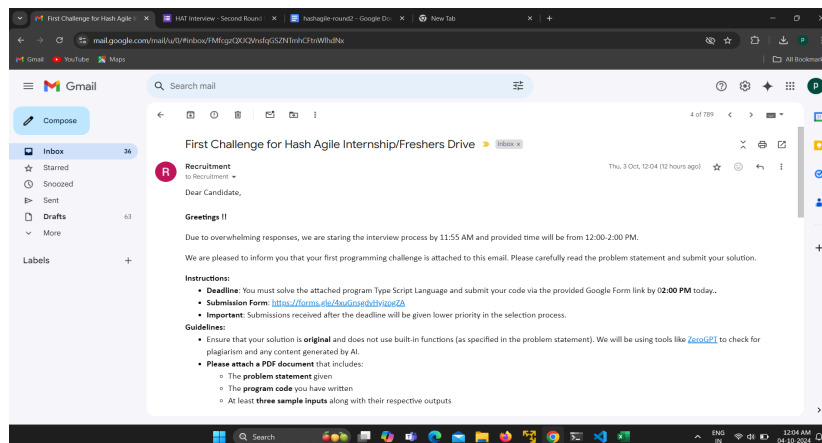 First Challenge for Hash Agile I
HAT Interview - Second Round
hashagile-round2 - Google Do
New Tab
mail.google.com/mail/u/0/#inbox/FMfcgzQXJQVnsfqGSZNTmhCFtnWlhdNx
Gmail
YouTube
Maps
All Bookmark
Gmail
Search mail
Compose
4 of 789
Inbox 36
Starred
Snoozed
Sent
Drafts 63
More
Labels
First Challenge for Hash Agile Internship/Freshers Drive
Inbox x
R
Recruitment
to Recruitment
Thu, 3 Oct, 12:04 (12 hours ago)
Dear Candidate,
Greetings !!
Due to overwhelming responses, we are staring the interview process by 11:55 AM and provided time will be from 12:00-2:00 PM.
We are pleased to inform you that your first programming challenge is attached to this email. Please carefully read the problem statement and submit your solution.
Instructions:
• Deadline: You must solve the attached program Type Script Language and submit your code via the provided Google Form link by 02:00 PM today..
• Submission Form: https://forms.gle/4xuGnsgdvHyjzogZA
• Important: Submissions received after the deadline will be given lower priority in the selection process.
Guidelines:
• Ensure that your solution is original and does not use built-in functions (as specified in the problem statement). We will be using tools like ZeroGPT to check for
plagiarism and any content generated by AI.
• Please attach a PDF document that includes:
○ The problem statement given
○ The program code you have written
○ At least three sample inputs along with their respective outputs
Search
ENG
IN
12:04 AM
04-10-2024